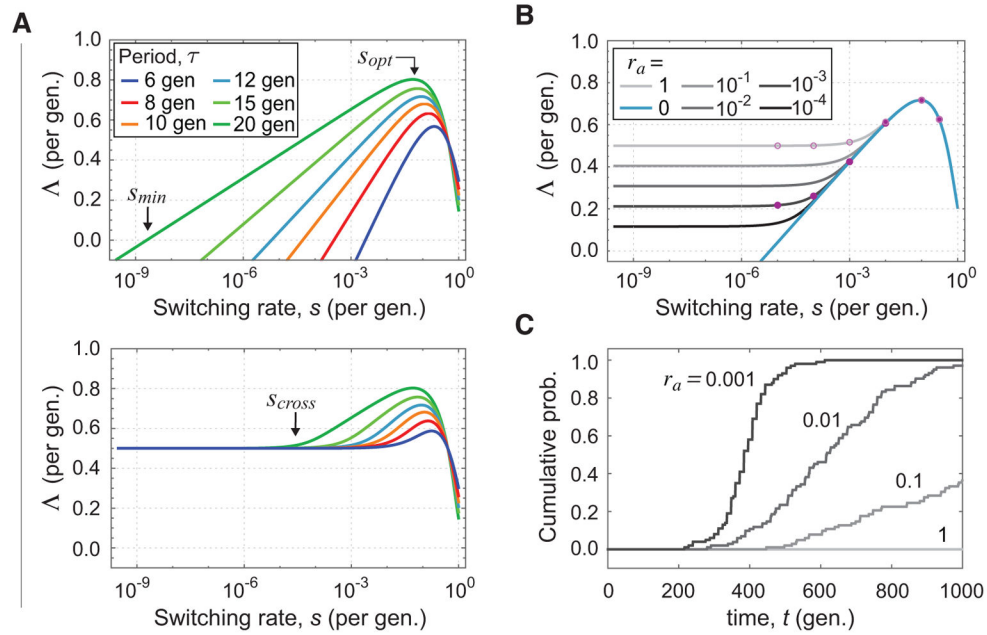 A
1.0
0.8
0.6
0.4
0.2
0.0
Λ (per gen.)
Period, τ
6 gen
12 gen
8 gen
15 gen
10 gen
20 gen
s_opt
s_min
10⁻⁹
10⁻⁶
10⁻³
10⁰
Switching rate, s (per gen.)
1.0
0.8
0.6
0.4
0.2
0.0
Λ (per gen.)
s_cross
10⁻⁹
10⁻⁶
10⁻³
10⁰
Switching rate, s (per gen.)
B
1.0
0.8
0.6
0.4
0.2
0.0
Λ (per gen.)
r_a =
1
10⁻¹
10⁻³
0
10⁻²
10⁻⁴
10⁻⁹
10⁻⁶
10⁻³
10⁰
Switching rate, s (per gen.)
C
1.0
0.8
0.6
0.4
0.2
0.0
Cumulative prob.
r_a = 0.001
0.01
0.1
1
0
200
400
600
800
1000
time, t (gen.)